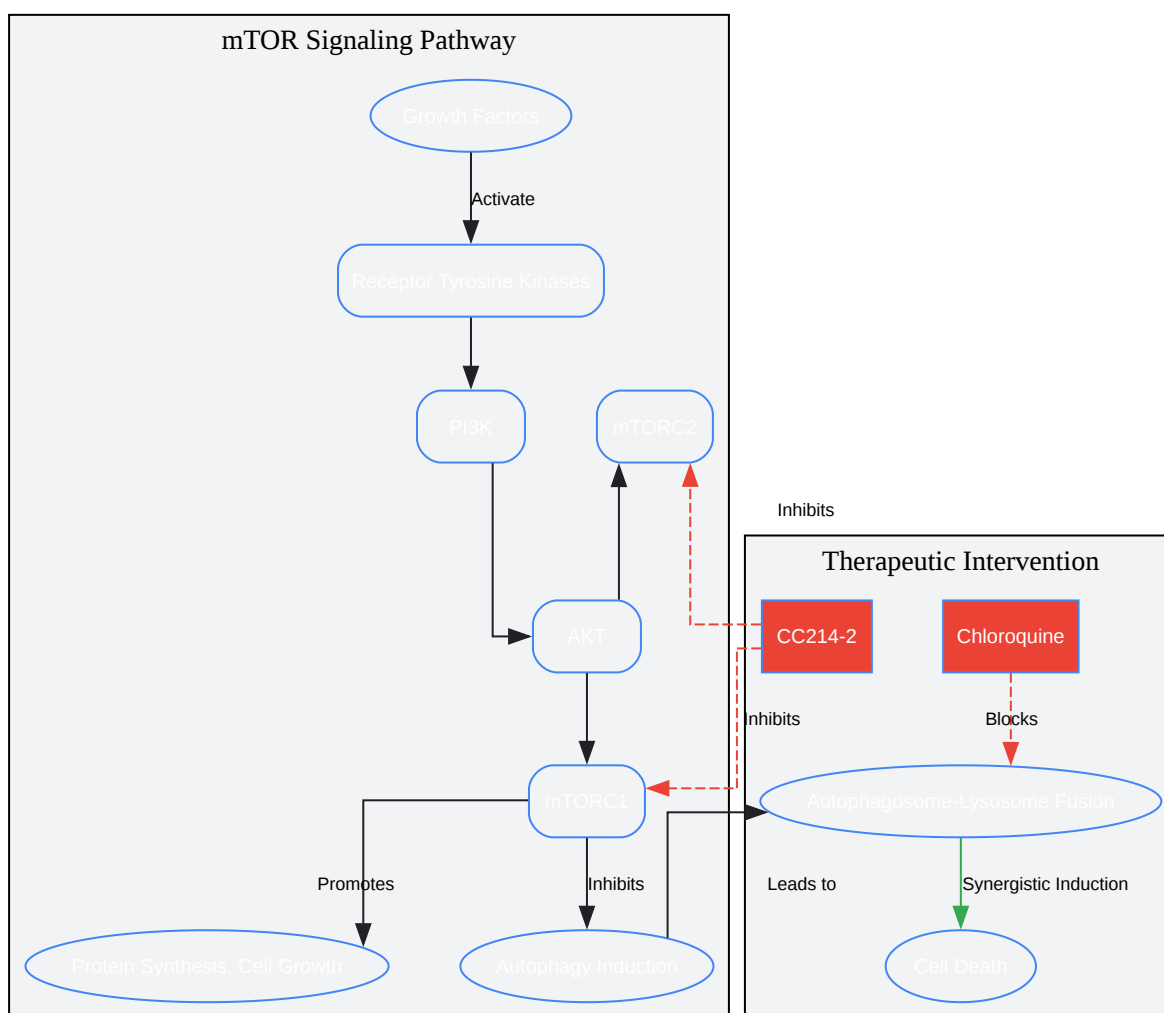 mTOR Signaling Pathway
Growth Factors
Activate
Receptor Tyrosine Kinases
PI3K
mTORC2
Inhibits
Therapeutic Intervention
AKT
CC214-2
Chloroquine
Inhibits
Blocks
mTORC1
Autophagosome-Lysosome Fusion
Promotes
Inhibits
Leads to
Synergistic Induction
Protein Synthesis, Cell Growth
Autophagy Induction
Cell Death